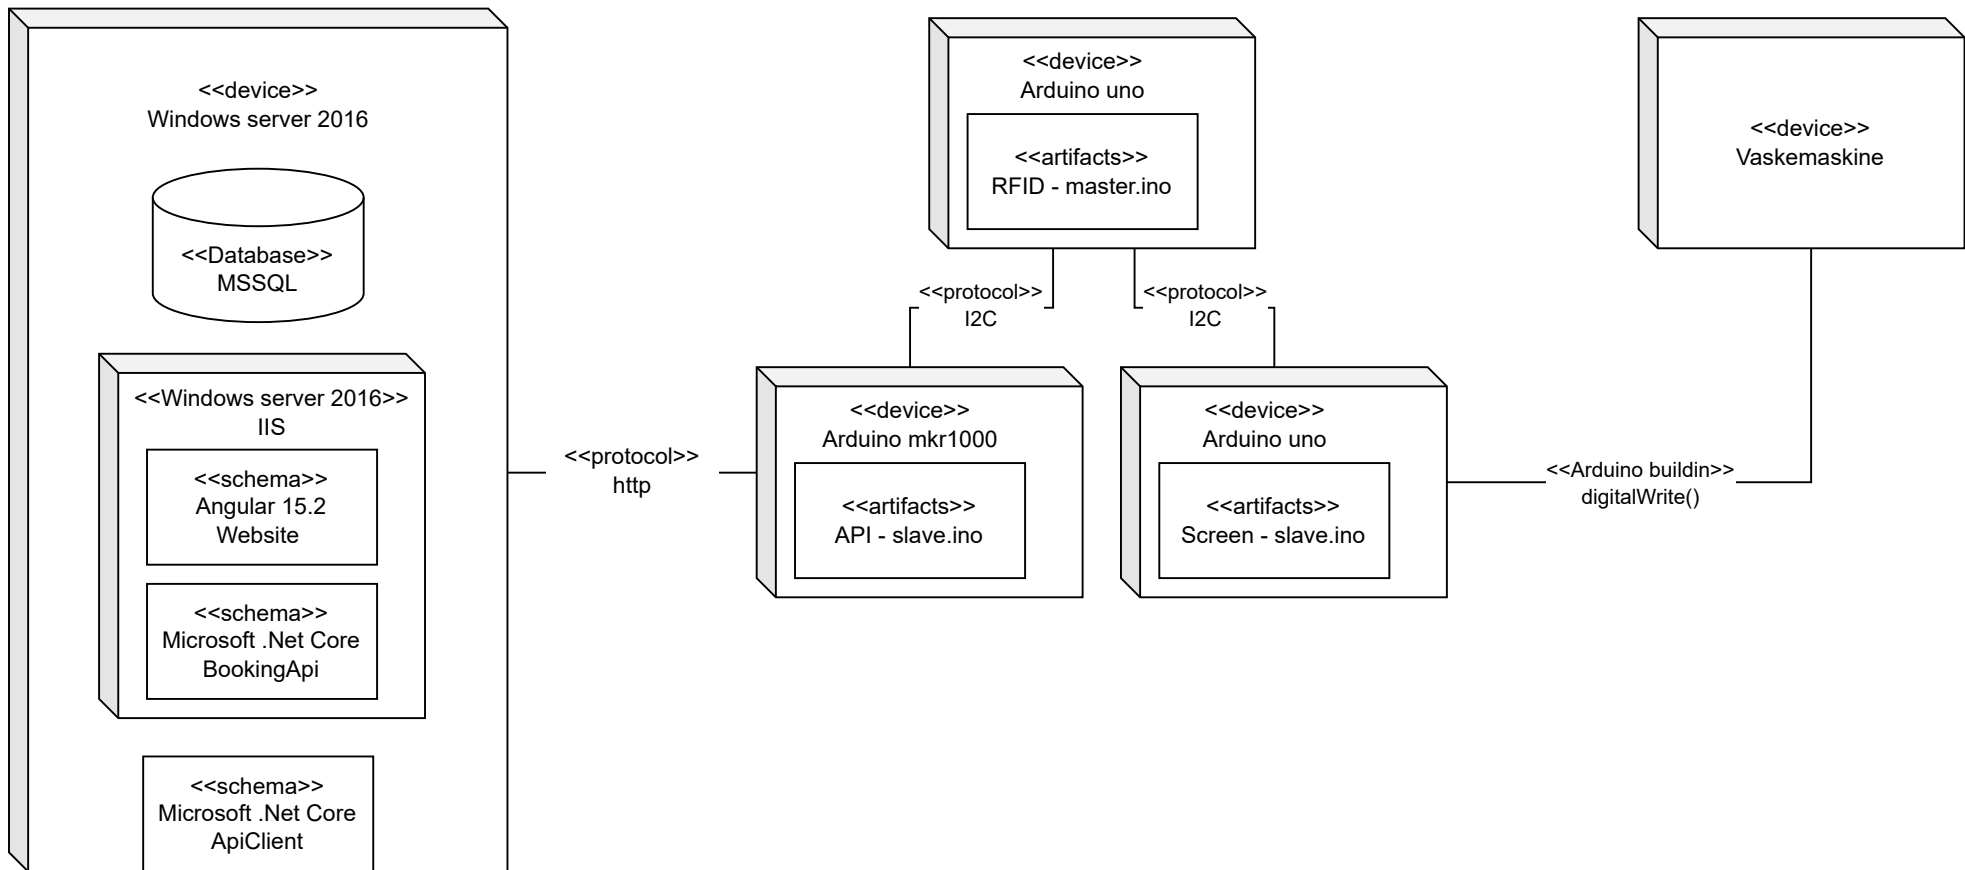 <<device>>
Windows server 2016
<<Database>>
MSSQL
<<Windows server 2016>>
IIS
<<schema>>
Angular 15.2
Website
<<schema>>
Microsoft .Net Core
BookingApi
<<schema>>
Microsoft .Net Core
ApiClient
<<protocol>>
http
<<device>>
Arduino uno
<<artifacts>>
RFID - master.ino
<<protocol>>
I2C
<<protocol>>
I2C
<<device>>
Arduino mkr1000
<<artifacts>>
API - slave.ino
<<device>>
Arduino uno
<<artifacts>>
Screen - slave.ino
<<Arduino buildin>>
digitalWrite()
<<device>>
Vaskemaskine